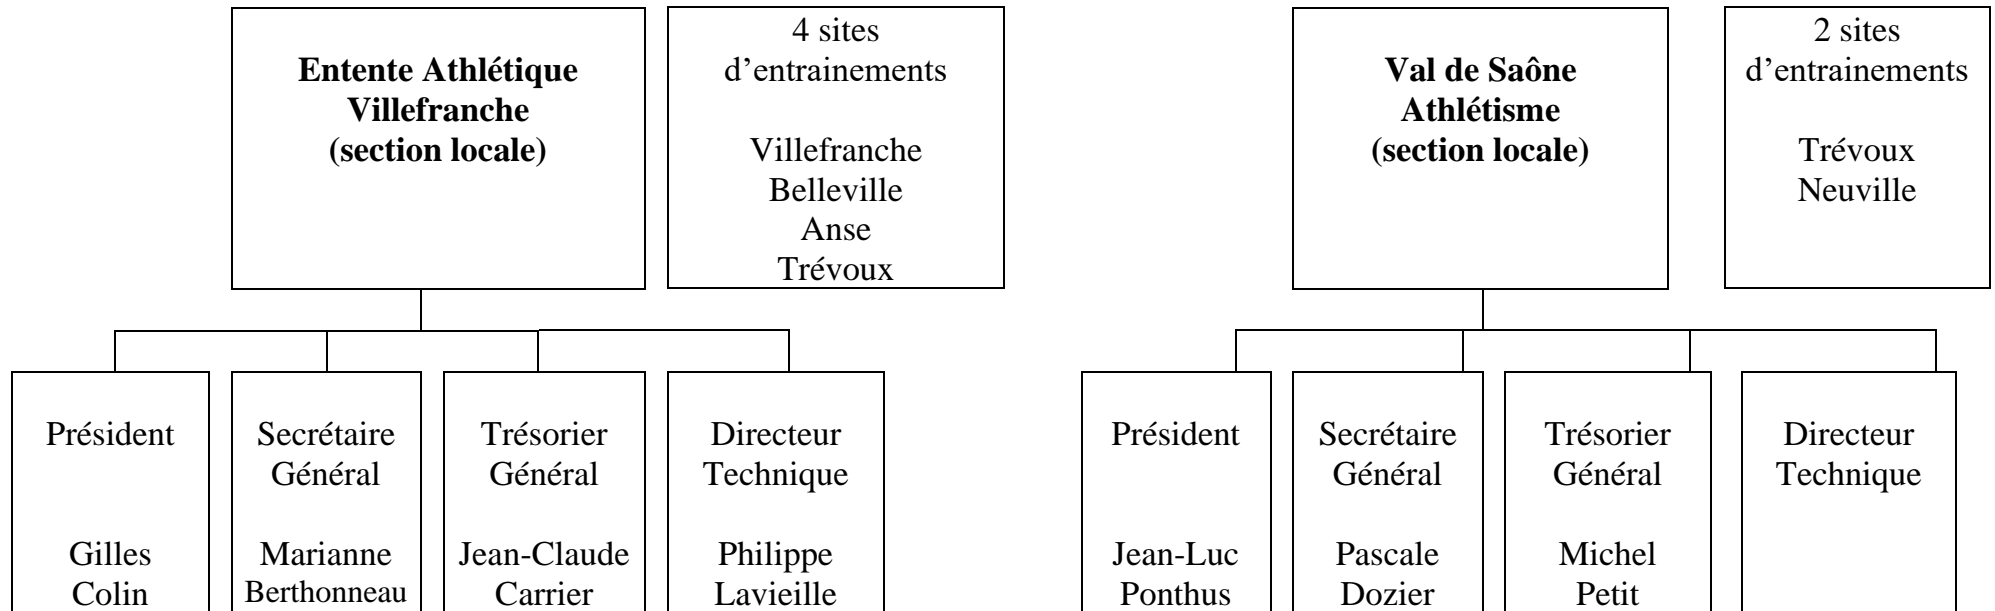 Entente Athlétique
Villefranche
(section locale)
4 sites
d’entrainements
Villefranche
Belleville
Anse
Trévoux
Val de Saône
Athlétisme
(section locale)
2 sites
d’entrainements
Trévoux
Neuville
Président
Gilles
Colin
Secrétaire
Général
Marianne
Berthonneau
Trésorier
Général
Jean-Claude
Carrier
Directeur
Technique
Philippe
Lavieille
Président
Jean-Luc
Ponthus
Secrétaire
Général
Pascale
Dozier
Trésorier
Général
Michel
Petit
Directeur
Technique